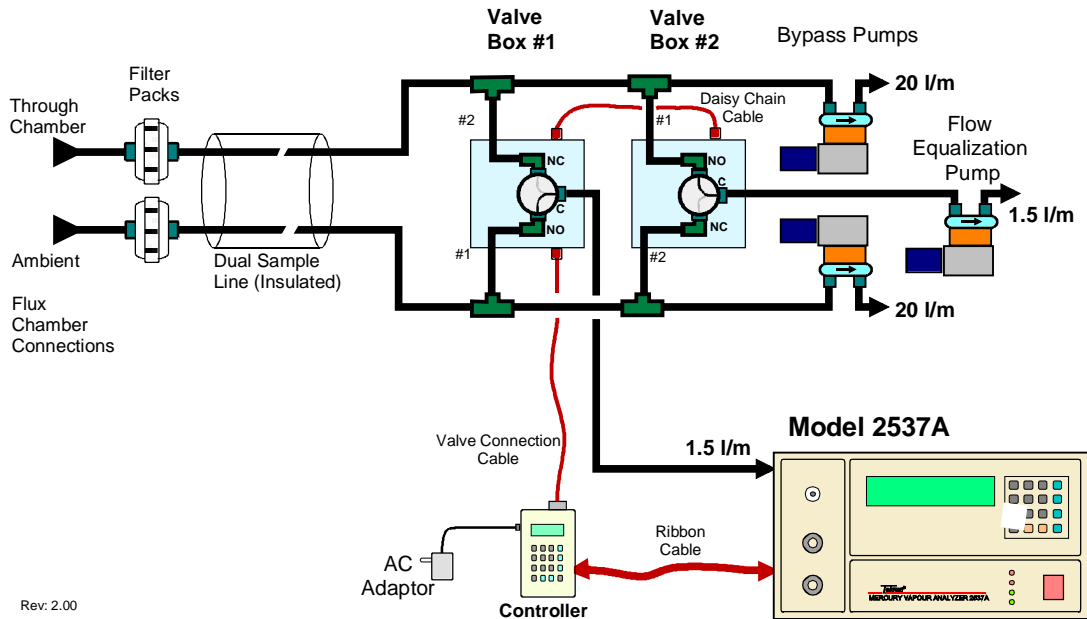 Valve
Box #1
Valve
Box #2
Bypass Pumps
Filter
Packs
20 l/m
Through
Chamber
#2
#1
Daisy Chain
Cable
Flow
Equalization
Pump
NC
NO
C
C
1.5 l/m
NO
NC
Ambient
#1
#2
Dual Sample
Line (Insulated)
20 l/m
Flux
Chamber
Connections
Model 2537A
Valve Connection
Cable
1.5 l/m
Ribbon
Cable
AC
Adaptor
Tekran
MERCURY VAPOUR ANALYZER 2537A
Rev: 2.00
Controller